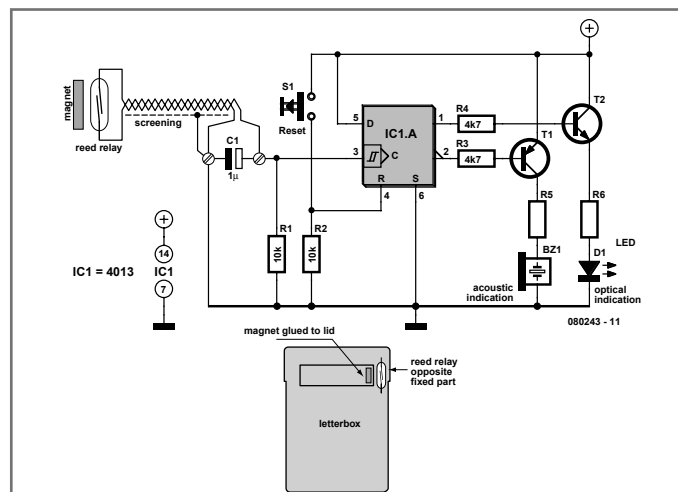 magnet
reed relay
screening
C1
1µ
S1
Reset
R1
10k
R2
10k
5
D
3
C
IC1.A
R
4
S
6
1
2
R4
4k7
R3
4k7
T1
T2
R5
R6
BZ1
acoustic
indication
LED
D1
optical
indication
080243 - 11
IC1 = 4013
14
IC1
7
magnet glued to lid
reed relay
opposite
fixed part
letterbox